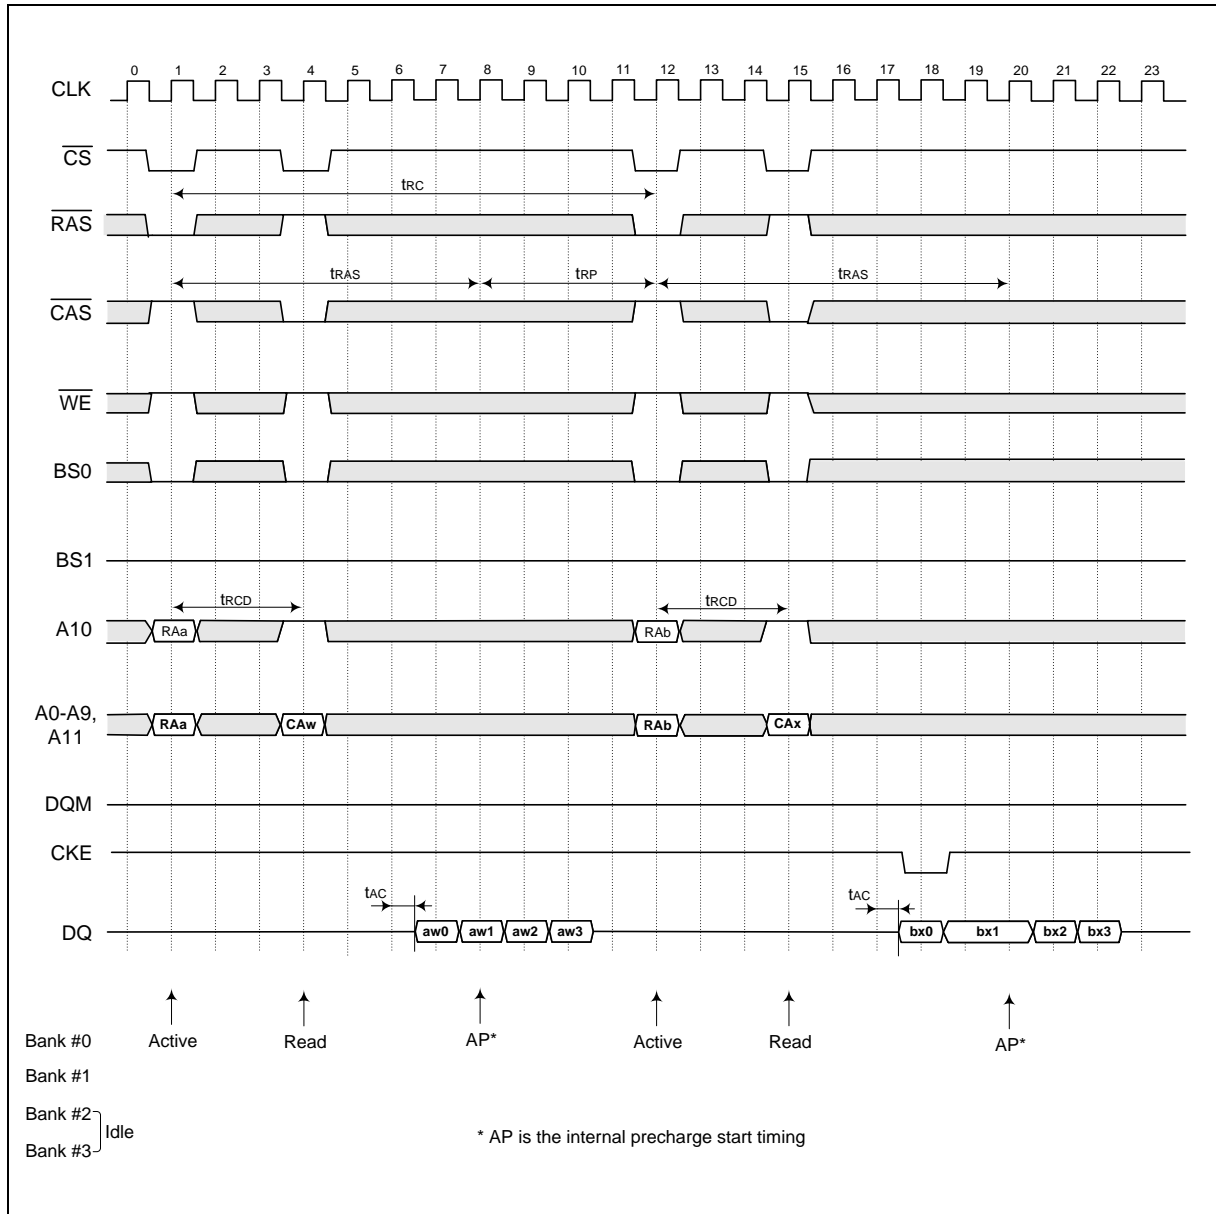 0 1 2 3 4 5 6 7 8 9 10 11 12 13 14 15 16 17 18 19 20 21 22 23
CLK
CS
tRC
RAS
tRAS tRP tRAS
CAS
WE
BS0
BS1
tRCD tRCD
A10 RAa RAb
A0-A9,
A11
RAa CAw RAb CAx
DQM
CKE
tAC tAC
DQ aw0 aw1 aw2 aw3 bx0 bx1 bx2 bx3
Bank #0 Active Read AP* Active Read AP*
Bank #1
Bank #2
Idle
Bank #3
* AP is the internal precharge start timing